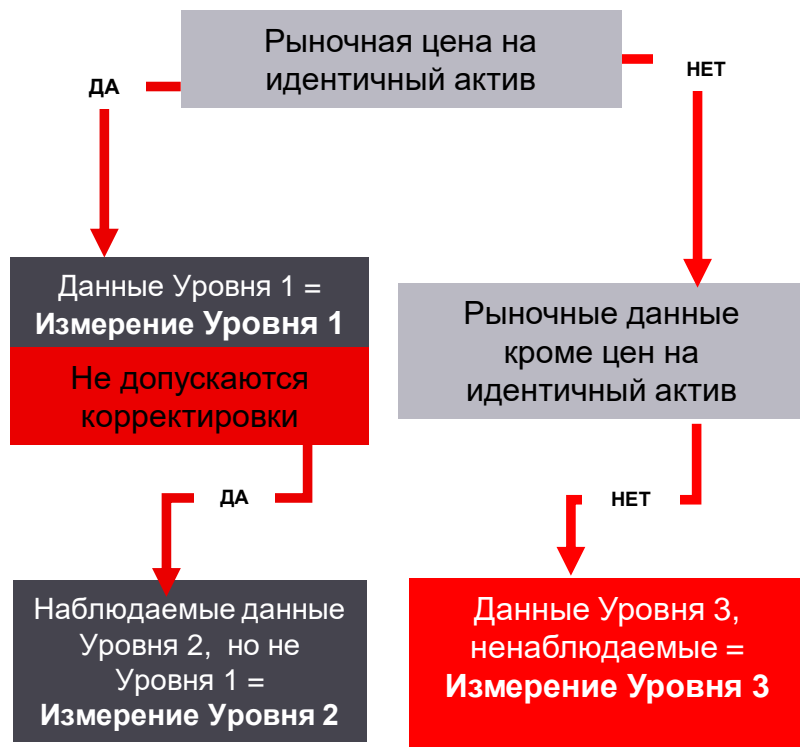 Рыночная цена на
идентичный актив
ДА
НЕТ
Данные Уровня 1 =
Измерение Уровня 1
Не допускаются
корректировки
Рыночные данные
кроме цен на
идентичный актив
ДА
НЕТ
Наблюдаемые данные
Уровня 2, но не
Уровня 1 =
Измерение Уровня 2
Данные Уровня 3,
ненаблюдаемые =
Измерение Уровня 3